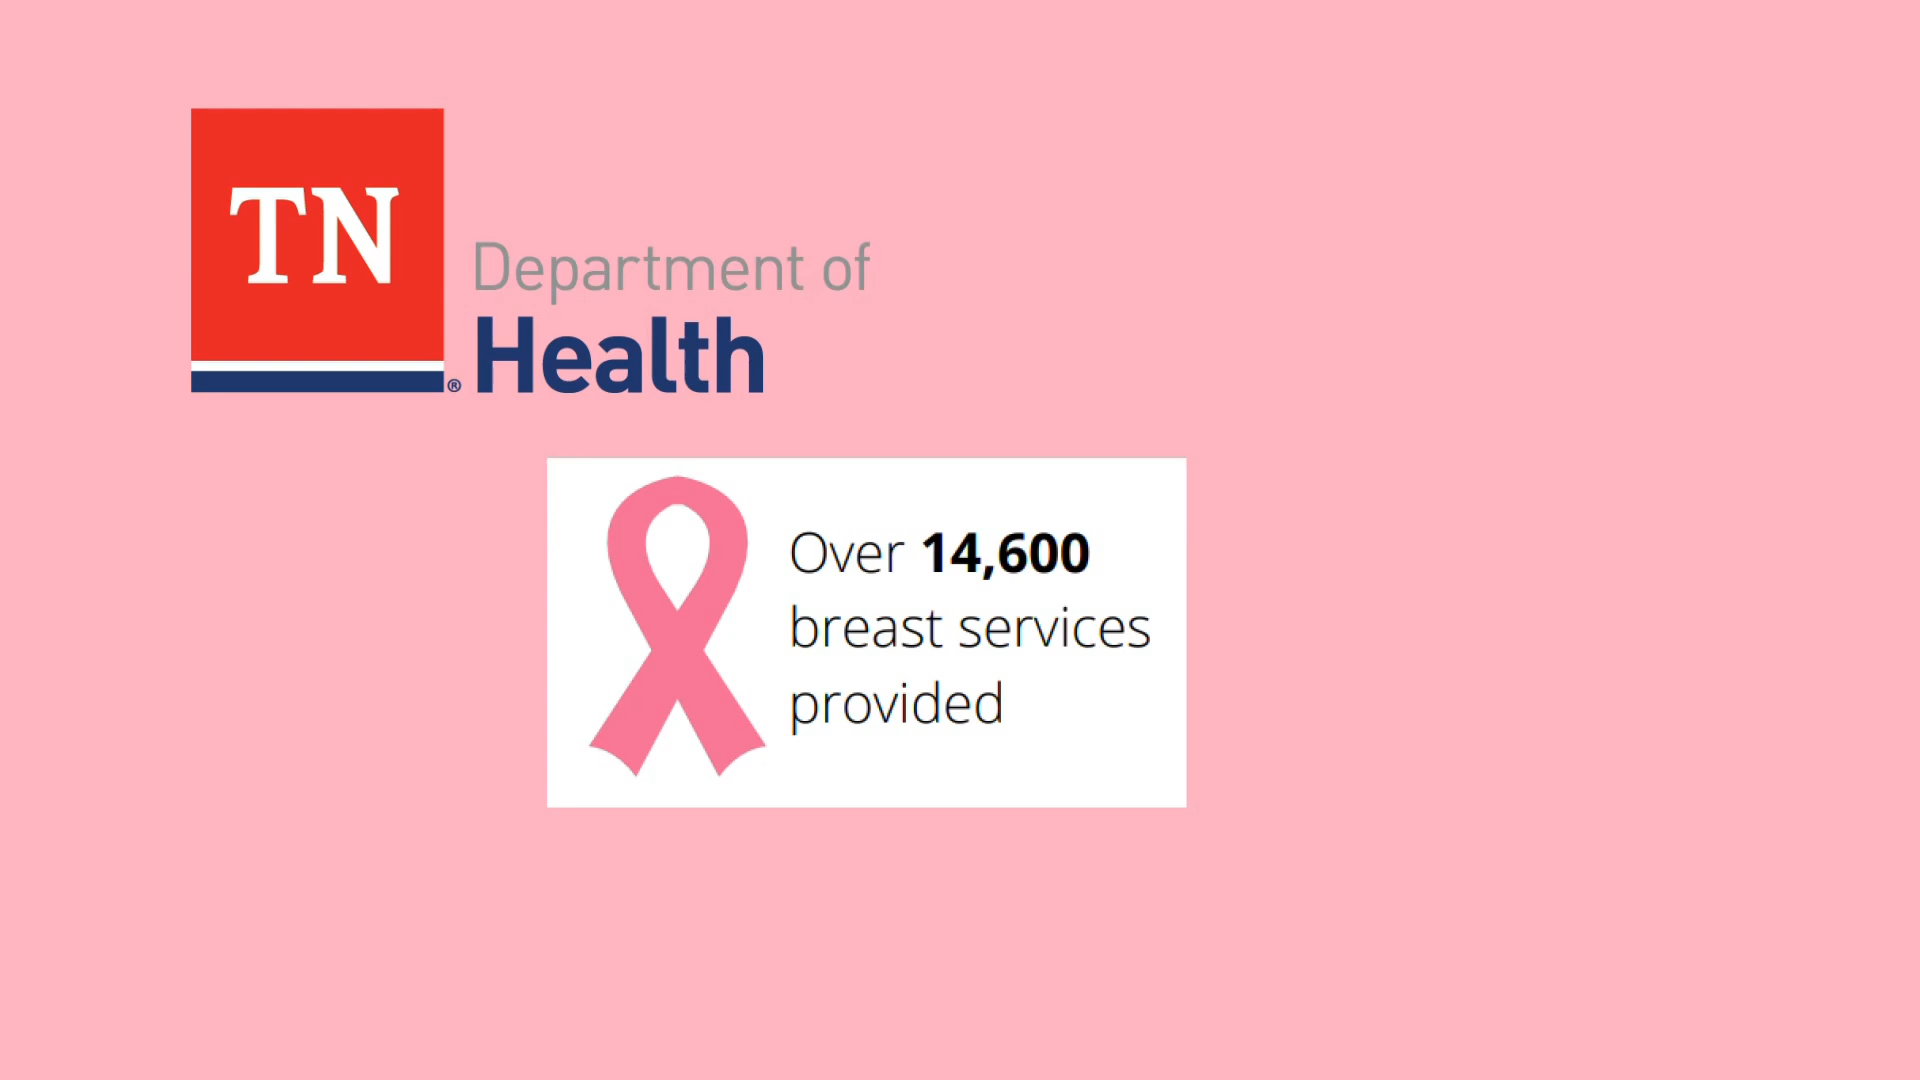 TN
Department of
® Health
Over 14,600
breast services
provided